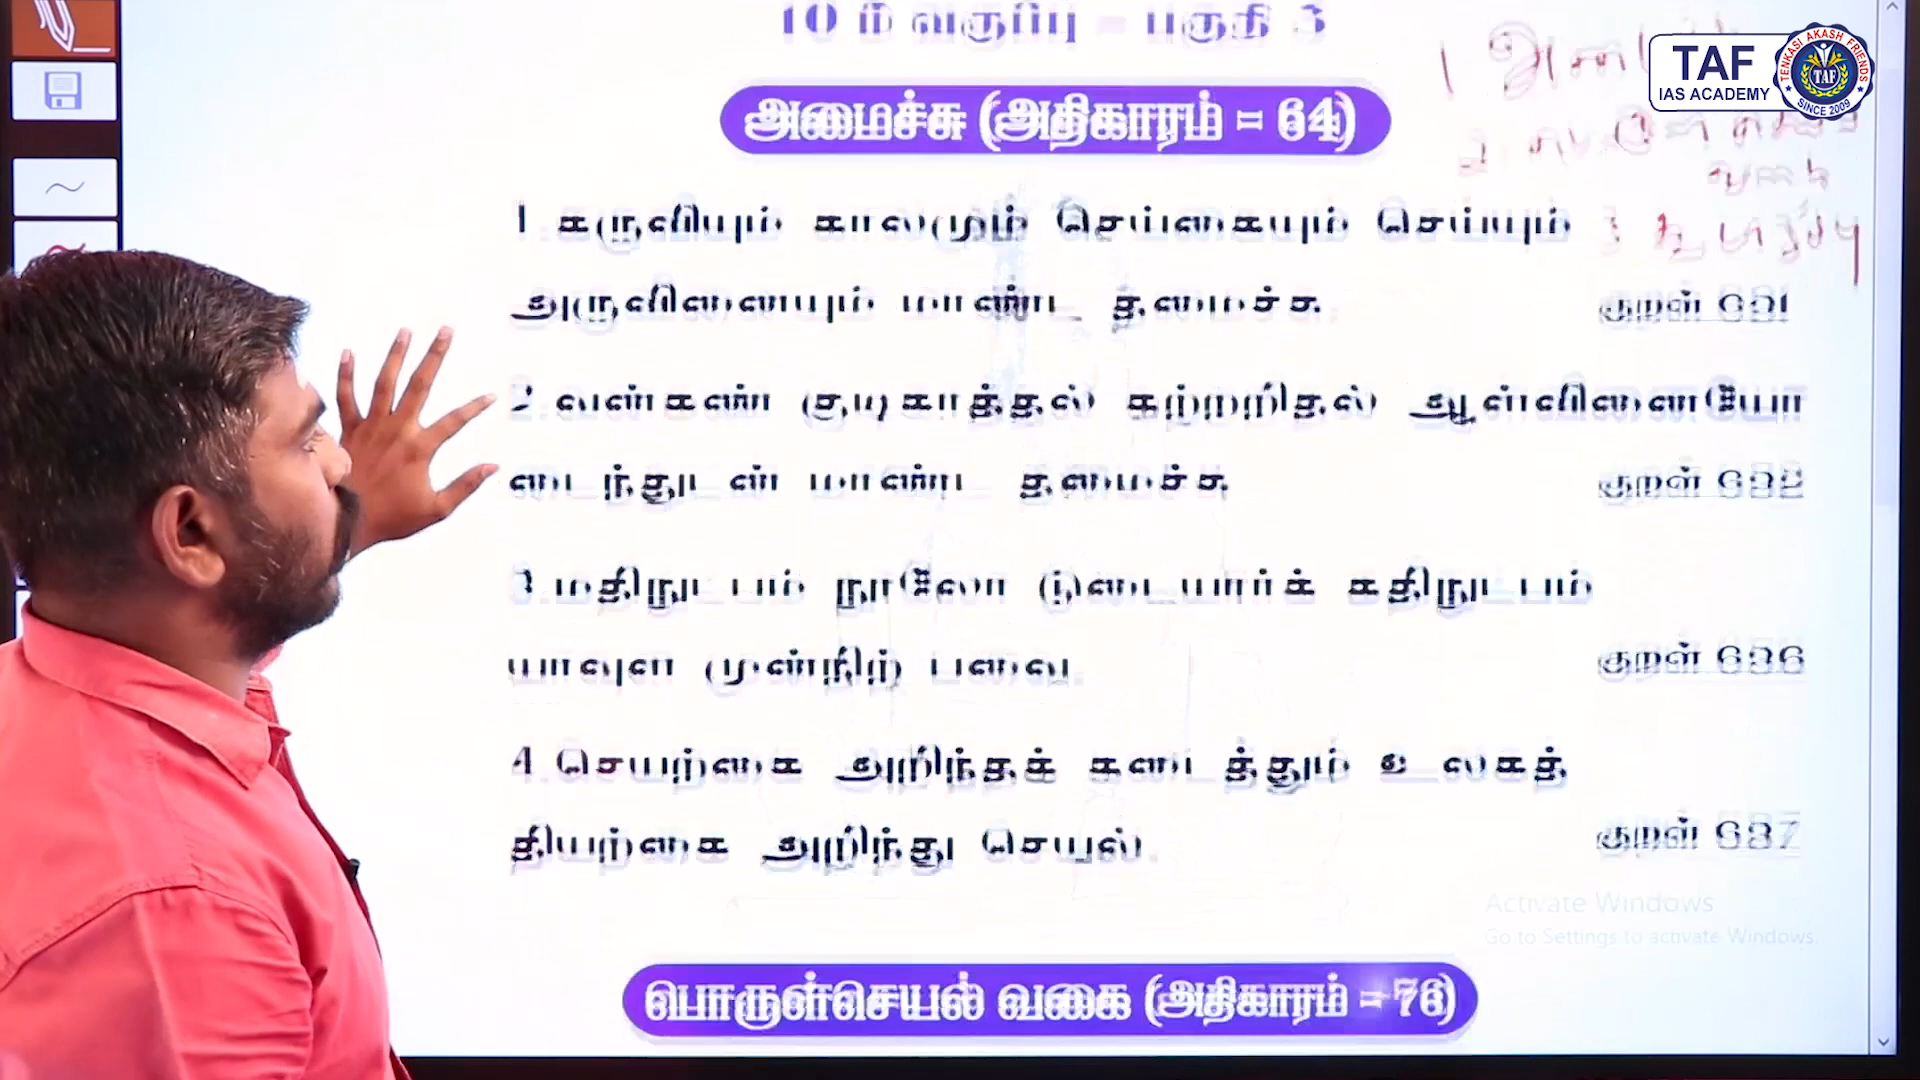 10 ம் வகுப்பு - பகுதி 3
TAF
IAS ACADEMY
TENKASI AKASH FRIENDS
TAF
SINCE 2009
அமைச்சு (அதிகாரம் = 64)
1.கருவியும் காலமும் செய்கையும் செய்யும்
அருவினையும் மாண்ட தமைச்சு. குறள் 631
2.வன்கண் குடிகாத்தல் கற்றறிதல் ஆள்வினையோ
டைந்துடன் மாண்ட தமைச்சு. குறள் 632
3.மதிநுட்பம் நூலோ டுடையார்க் கதிநுட்பம்
யாவுள முன்நிற் பவை. குறள் 636
4.செயற்கை அறிந்தக் கடைத்தும் உலகத்
தியற்கை அறிந்து செயல். குறள் 637
Activate Windows
Go to Settings to activate Windows.
பொருள்செயல் வகை (அதிகாரம் = 76)